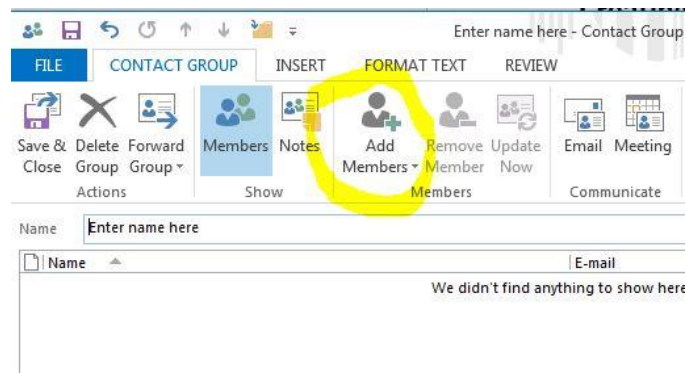 Enter name here - Contact Group
FILE CONTACT GROUP INSERT FORMAT TEXT REVIEW
Save & Close Delete Group Forward Group Members Notes Add Members Remove Member Update Now Email Meeting
Actions Show Members Communicate
Name Enter name here
Name E-mail
We didn't find anything to show here